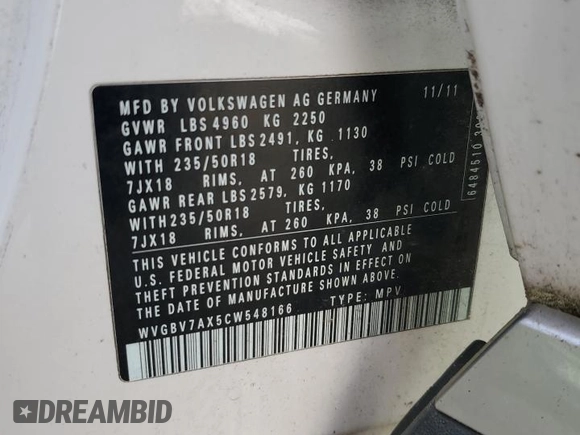 MFD BY VOLKSWAGEN AG GERMANY 11/11
GVWR LBS 4960 KG 2250
GAWR FRONT LBS 2491, KG 1130
WITH 235/50R18 TIRES,
7JX18 RIMS, AT 260 KPA, 38 PSI COLD
GAWR REAR LBS 2579, KG 1170
WITH235/50R18 TIRES,
7JX18 RIMS, AT 260 KPA, 38 PSI COLD
THIS VEHICLE CONFORMS TO ALL APPLICABLE
U.S. FEDERAL MOTOR VEHICLE SAFETY AND
THEFT PREVENTION STANDARDS IN EFFECT ON
THE DATE OF MANUFACTURE SHOWN ABOVE.
WVGBV7AX5CW548166 TYPE: MPV
6484510
DREAMBID